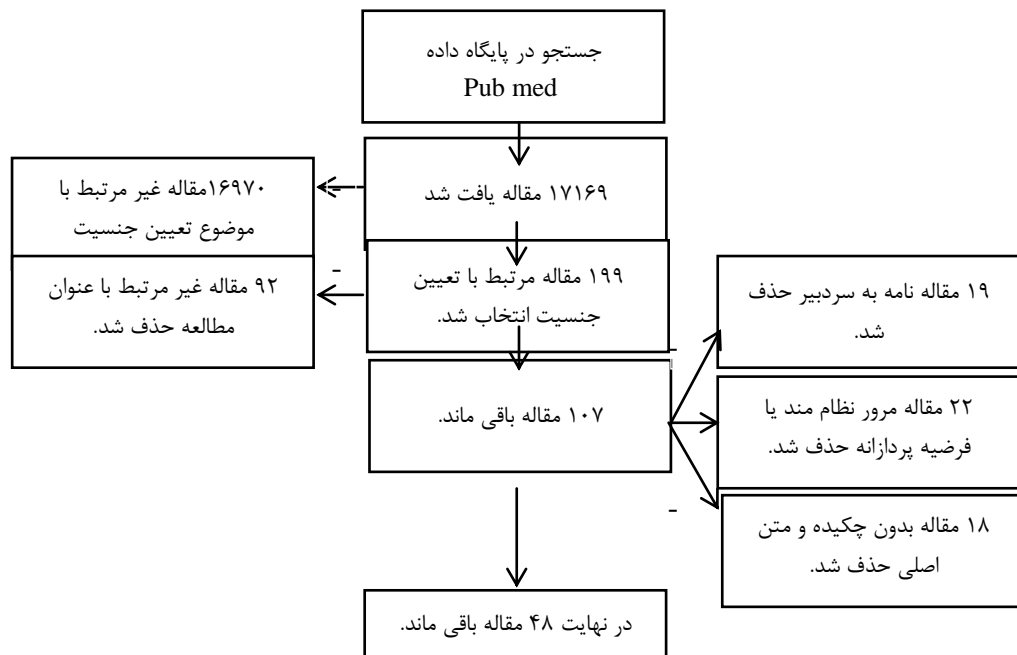 جستجو در پایگاه داده
Pub med
۱۷۱۶۹ مقاله یافت شد
۱۶۹۷۰مقاله غیر مرتبط با
موضوع تعیین جنسیت
۱۹۹ مقاله مرتبط با تعیین
جنسیت انتخاب شد.
۹۲ مقاله غیر مرتبط با عنوان
مطالعه حذف شد.
۱۰۷ مقاله باقی ماند.
۱۹ مقاله نامه به سردبیر حذف
شد.
۲۲ مقاله مرور نظام مند یا
فرضیه پردازانه حذف شد.
۱۸ مقاله بدون چکیده و متن
اصلی حذف شد.
در نهایت ۴۸ مقاله باقی ماند.